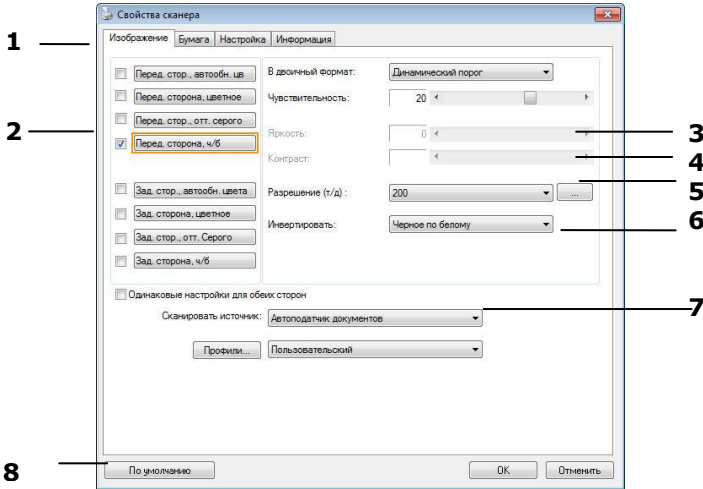 Свойства сканера
1 Изображение Бумага Настройка Информация
Перед. стор., автообн. цв В двоичный формат: Динамический порог
Перед. сторона, цветное Чувствительность: 20
Перед. стор., отт. серого
2 Перед. сторона, ч/б Яркость: 0 3
Контраст: 4
Зад. стор., автообн. цвета Разрешение (т/д) : 200 ... 5
Зад. сторона, цветное Инвертировать: Черное по белому 6
Зад. стор., отт. Серого
Зад. сторона, ч/б
Одинаковые настройки для обеих сторон
Сканировать источник: Автоподатчик документов 7
Профили... Пользовательский
8 По умолчанию OK Отменить